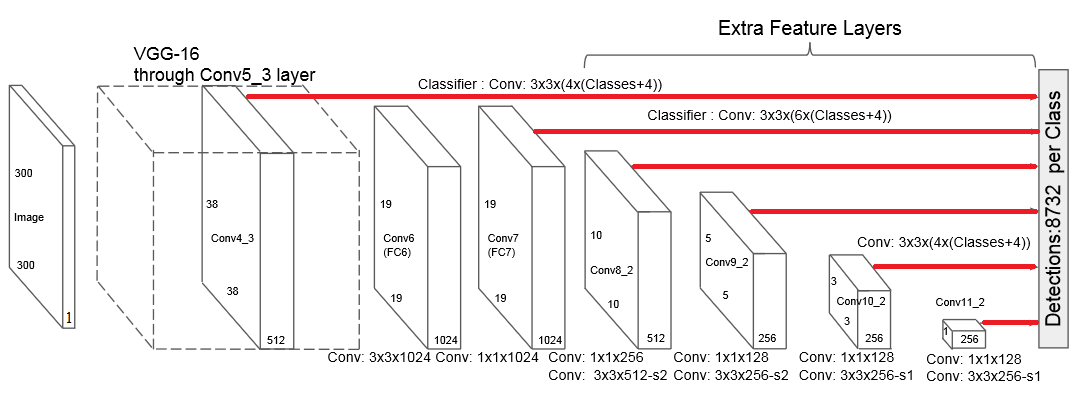 Extra Feature Layers
VGG-16
through Conv5_3 layer
Classifier : Conv: 3x3x(4x(Classes+4))
Classifier : Conv: 3x3x(6x(Classes+4))
300
Image
300
1
38
Conv4_3
38
512
19
Conv6
(FC6)
19
1024
19
Conv7
(FC7)
19
1024
10
Conv8_2
10
512
5
Conv9_2
5
256
Conv: 3x3x(4x(Classes+4))
3
Conv10_2
3
256
Conv11_2
1
256
Detections:8732 per Class
Conv: 3x3x1024
Conv: 1x1x1024
Conv: 1x1x256
Conv: 3x3x512-s2
Conv: 1x1x128
Conv: 3x3x256-s2
Conv: 1x1x128
Conv: 3x3x256-s1
Conv: 1x1x128
Conv: 3x3x256-s1